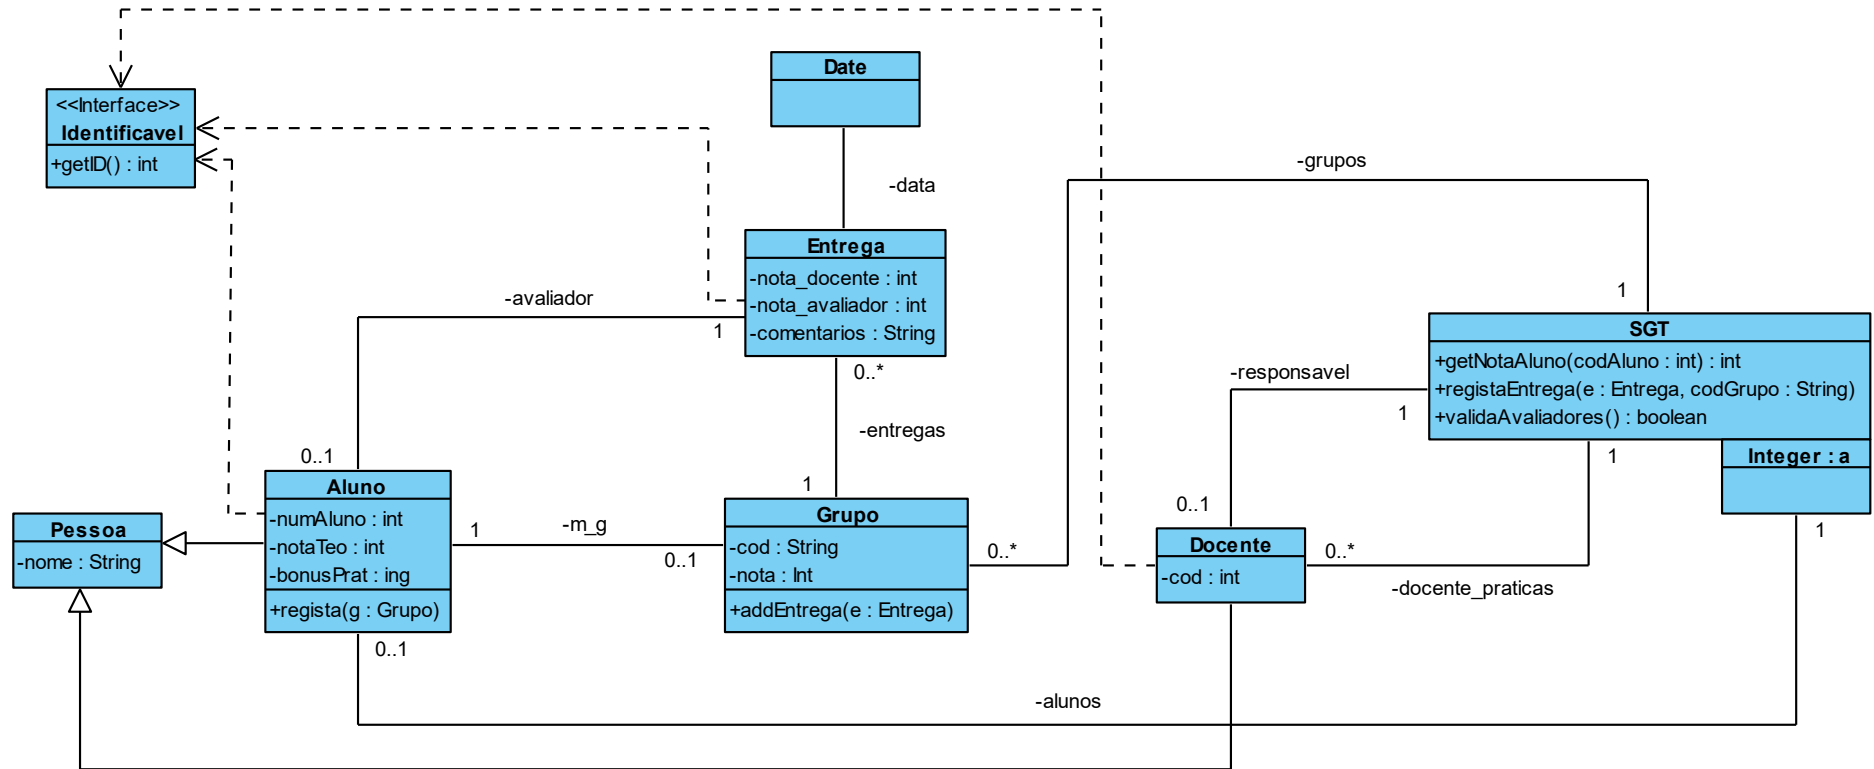 <<Interface>>
Identificavel
+getID() : int
Date
-data
-grupos
Entrega
-nota_docente : int
-nota_avaliador : int
-comentarios : String
-avaliador
1
0..*
1
SGT
+getNotaAluno(codAluno : int) : int
+registaEntrega(e : Entrega, codGrupo : String)
+validaAvaliadores() : boolean
Integer : a
-responsavel
1
1
-entregas
0..1
1
0..1
Aluno
-numAluno : int
-notaTeo : int
-bonusPrat : ing
+regista(g : Grupo)
Pessoa
-nome : String
1
-m_g
0..1
Grupo
-cod : String
-nota : Int
+addEntrega(e : Entrega)
0..*
Docente
-cod : int
0..*
-docente_praticas
1
0..1
-alunos